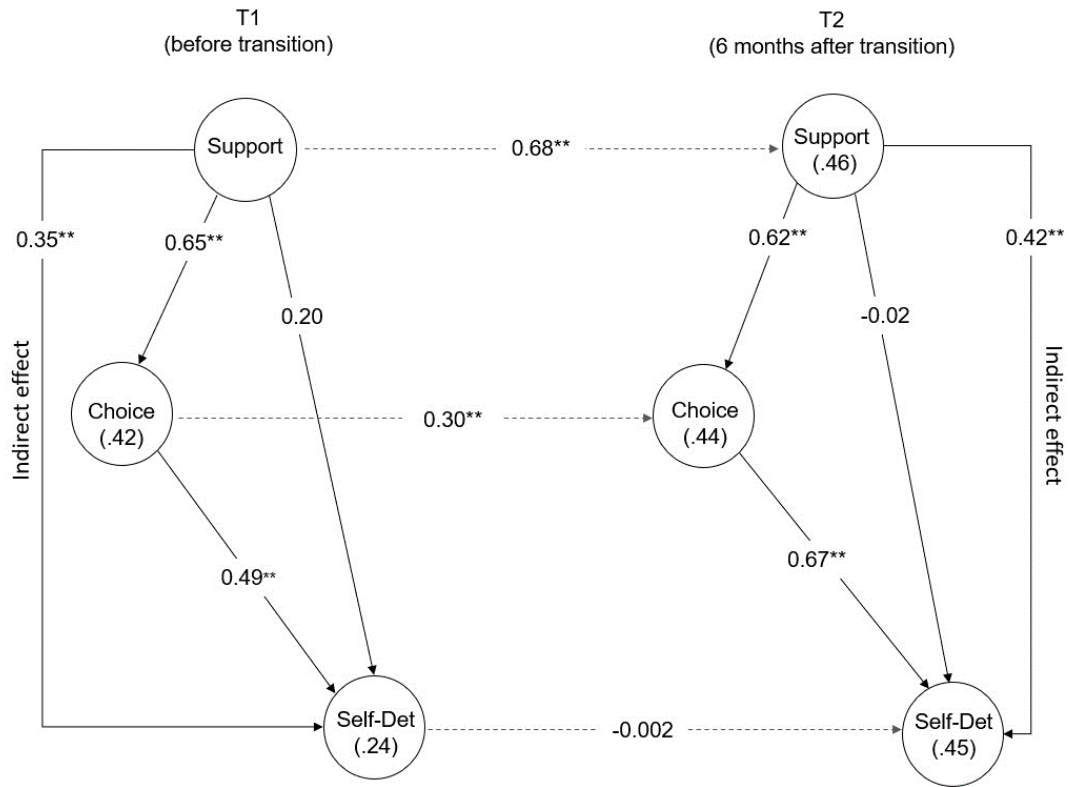 T1
(before transition)
T2
(6 months after transition)
Support
0.68**
Support
(.46)
0.35**
0.65**
0.20
0.62**
-0.02
0.42**
Indirect effect
Indirect effect
Choice
(.42)
0.30**
Choice
(.44)
0.49**
0.67**
Self-Det
(.24)
-0.002
Self-Det
(.45)